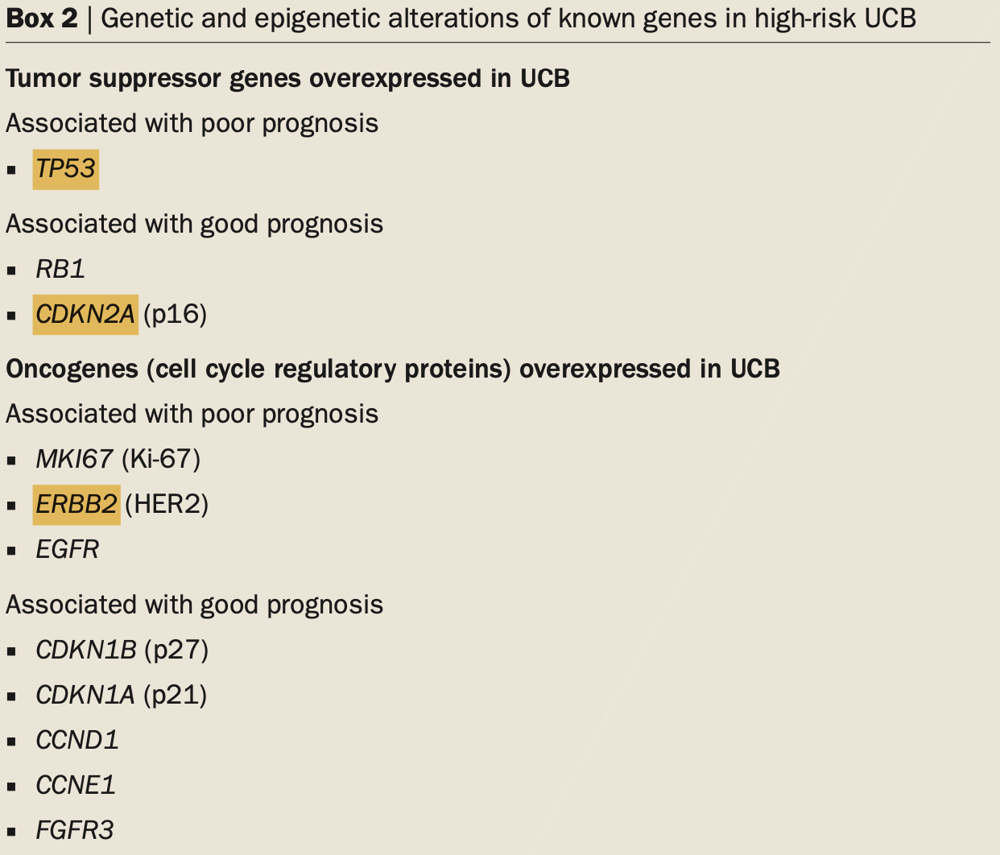 Box 2 | Genetic and epigenetic alterations of known genes in high-risk UCB
Tumor suppressor genes overexpressed in UCB
Associated with poor prognosis
▪ TP53
Associated with good prognosis
▪ RB1
▪ CDKN2A (p16)
Oncogenes (cell cycle regulatory proteins) overexpressed in UCB
Associated with poor prognosis
▪ MKI67 (Ki-67)
▪ ERBB2 (HER2)
▪ EGFR
Associated with good prognosis
▪ CDKN1B (p27)
▪ CDKN1A (p21)
▪ CCND1
▪ CCNE1
▪ FGFR3